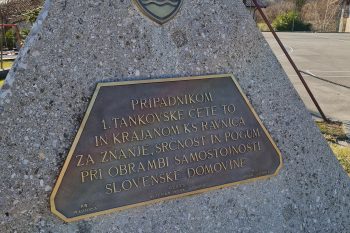 PRIPADNIKOM
1. TANKOVSKE ČETE TO
IN KRAJANOM KS RAVNICA
ZA ZNANJE, SRČNOST IN POGUM
PRI OBRAMBI SAMOSTOJNOSTI
SLOVENSKE DOMOVINE